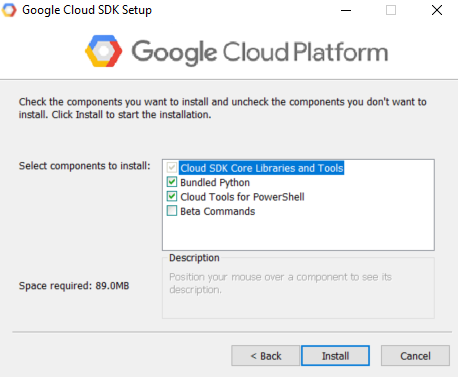 Google Cloud SDK Setup
Google Cloud Platform
Check the components you want to install and uncheck the components you don't want to
install. Click Install to start the installation.
Select components to install:
Cloud SDK Core Libraries and Tools
Bundled Python
Cloud Tools for PowerShell
Beta Commands
Description
Position your mouse over a component to see its
description.
Space required: 89.0MB
< Back
Install
Cancel